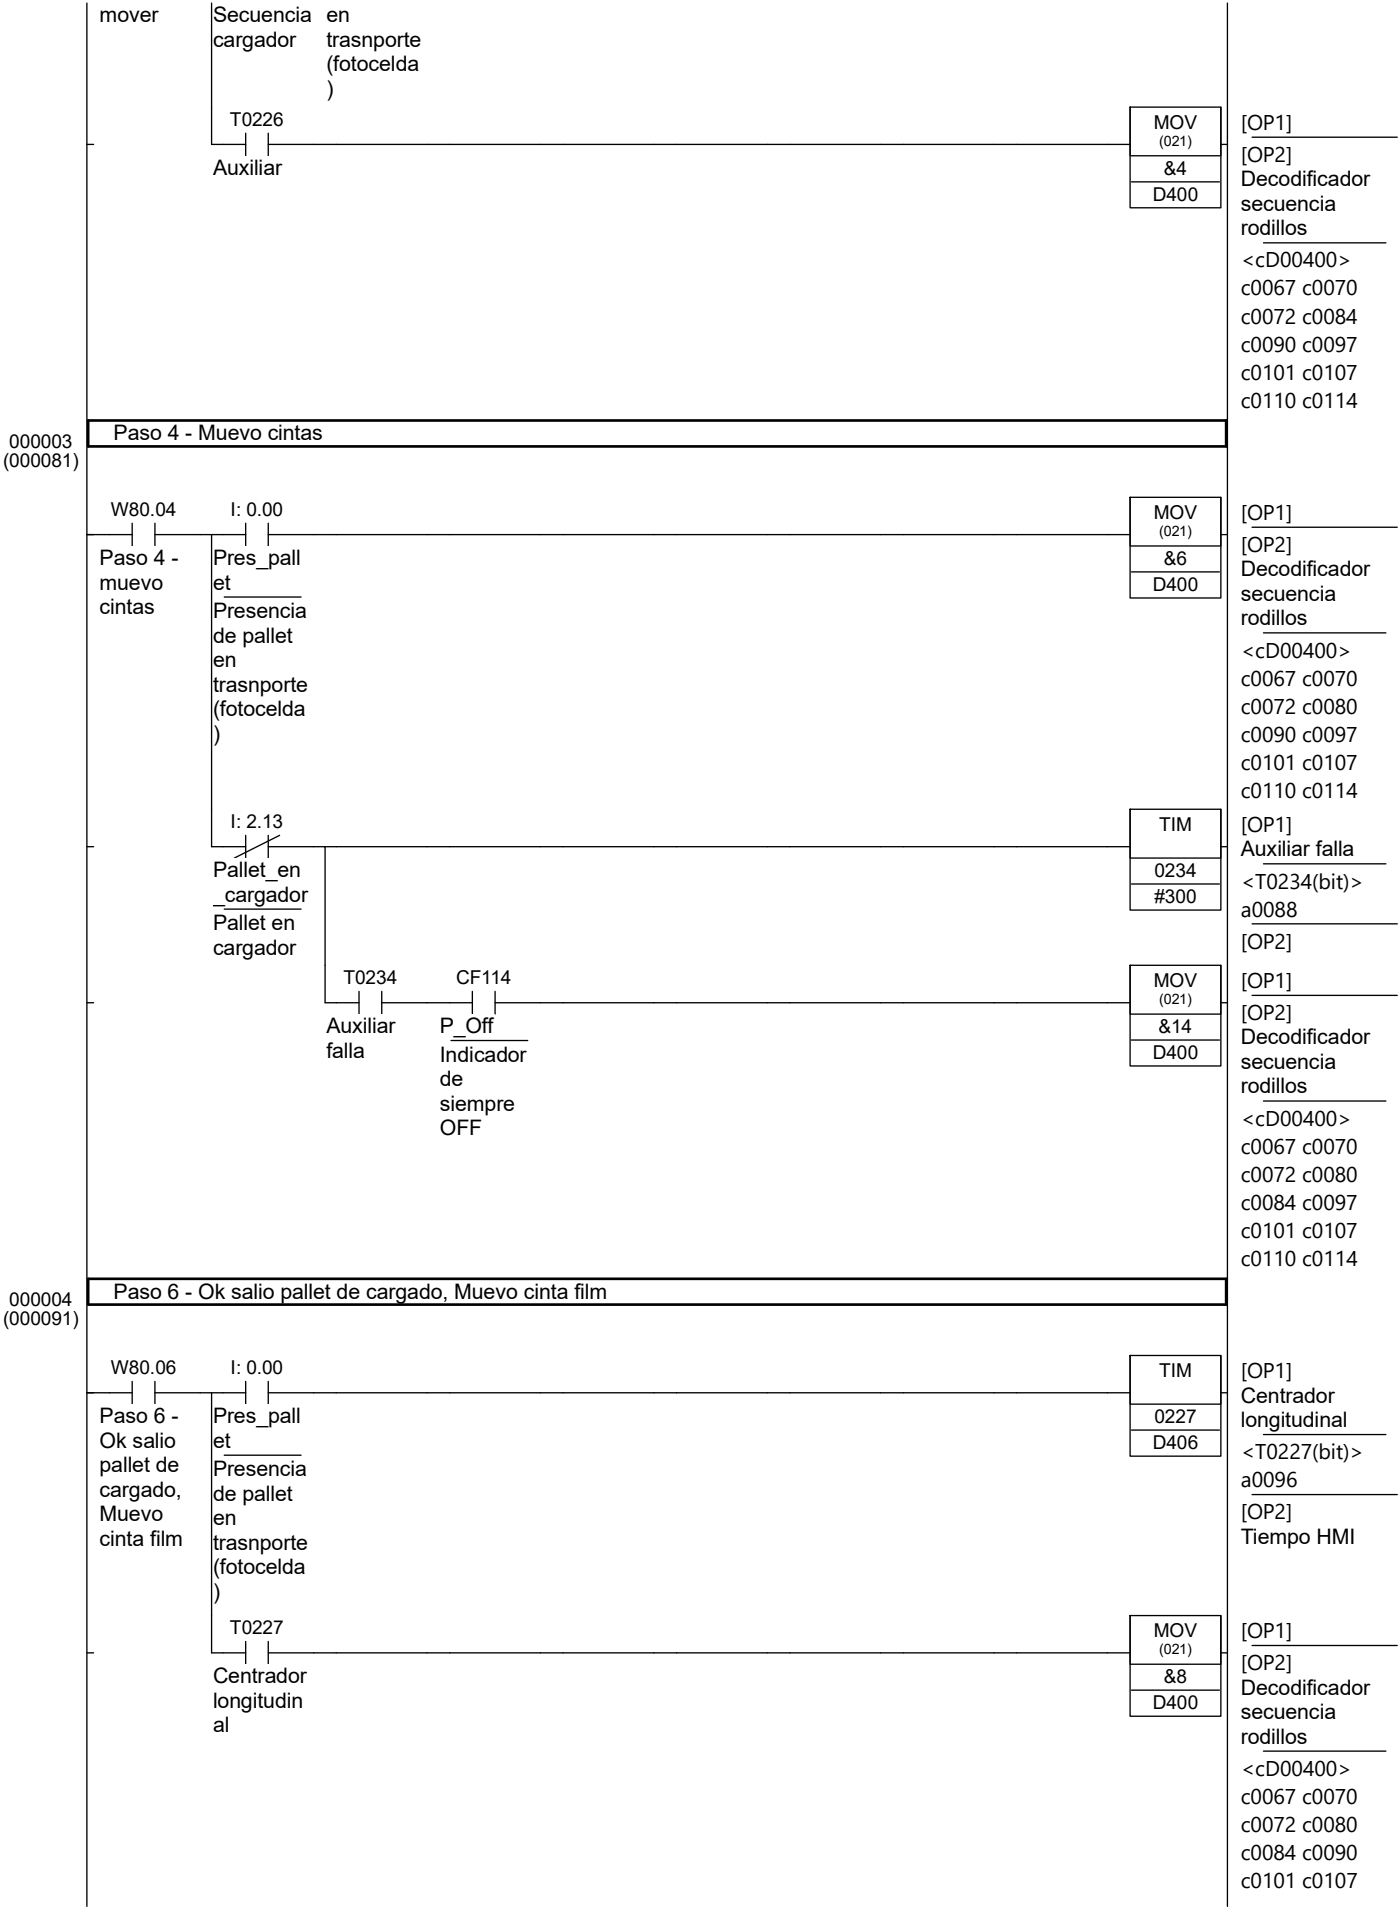 mover
Secuencia
cargador
en
trasnporte
(fotocelda
)
T0226
Auxiliar
MOV
(021)
&4
D400
[OP1]
[OP2]
Decodificador
secuencia
rodillos
<cD00400>
c0067 c0070
c0072 c0084
c0090 c0097
c0101 c0107
c0110 c0114
000003
(000081)
Paso 4 - Muevo cintas
W80.04
Paso 4 -
muevo
cintas
I: 0.00
Pres_pall
et
Presencia
de pallet
en
trasnporte
(fotocelda
)
MOV
(021)
&6
D400
[OP1]
[OP2]
Decodificador
secuencia
rodillos
<cD00400>
c0067 c0070
c0072 c0080
c0090 c0097
c0101 c0107
c0110 c0114
I: 2.13
Pallet_en
_cargador
Pallet en
cargador
TIM
0234
#300
[OP1]
Auxiliar falla
<T0234(bit)>
a0088
[OP2]
T0234
Auxiliar
falla
CF114
P_Off
Indicador
de
siempre
OFF
MOV
(021)
&14
D400
[OP1]
[OP2]
Decodificador
secuencia
rodillos
<cD00400>
c0067 c0070
c0072 c0080
c0084 c0097
c0101 c0107
c0110 c0114
000004
(000091)
Paso 6 - Ok salio pallet de cargado, Muevo cinta film
W80.06
Paso 6 -
Ok salio
pallet de
cargado,
Muevo
cinta film
I: 0.00
Pres_pall
et
Presencia
de pallet
en
trasnporte
(fotocelda
)
TIM
0227
D406
[OP1]
Centrador
longitudinal
<T0227(bit)>
a0096
[OP2]
Tiempo HMI
T0227
Centrador
longitudin
al
MOV
(021)
&8
D400
[OP1]
[OP2]
Decodificador
secuencia
rodillos
<cD00400>
c0067 c0070
c0072 c0080
c0084 c0090
c0101 c0107